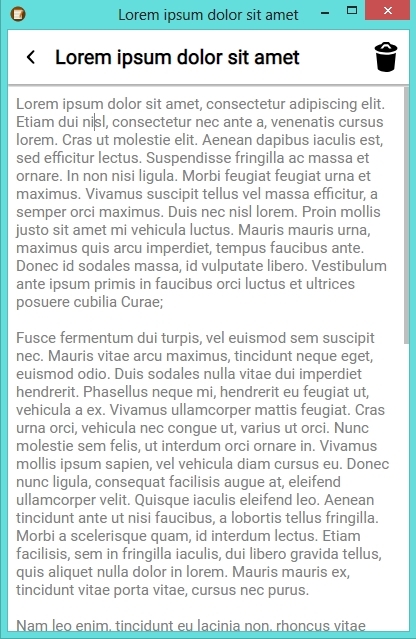 Lorem ipsum dolor sit amet
Lorem ipsum dolor sit amet
Lorem ipsum dolor sit amet, consectetur adipiscing elit.
Etiam dui nisl, consectetur nec ante a, venenatis cursus
lorem. Cras ut molestie elit. Aenean dapibus iaculis est,
sed efficitur lectus. Suspendisse fringilla ac massa et
ornare. In non nisi ligula. Morbi feugiat feugiat urna et
maximus. Vivamus suscipit tellus vel massa efficitur, a
semper orci maximus. Duis nec nisl lorem. Proin mollis
justo sit amet mi vehicula luctus. Mauris mauris urna,
maximus quis arcu imperdiet, tempus faucibus ante.
Donec id sodales massa, id vulputate libero. Vestibulum
ante ipsum primis in faucibus orci luctus et ultrices
posuere cubilia Curae;
Fusce fermentum dui turpis, vel euismod sem suscipit
nec. Mauris vitae arcu maximus, tincidunt neque eget,
euismod odio. Duis sodales nulla vitae dui imperdiet
hendrerit. Phasellus neque mi, hendrerit eu feugiat ut,
vehicula a ex. Vivamus ullamcorper mattis feugiat. Cras
urna orci, vehicula nec congue ut, varius ut orci. Nunc
molestie sem felis, ut interdum orci ornare in. Vivamus
mollis ipsum sapien, vel vehicula diam cursus eu. Donec
nunc ligula, consequat facilisis augue at, eleifend
ullamcorper velit. Quisque iaculis eleifend leo. Aenean
tincidunt ante ut nisi faucibus, a lobortis tellus fringilla.
Morbi a scelerisque quam, id interdum lectus. Etiam
facilisis, sem in fringilla iaculis, dui libero gravida tellus,
quis aliquet nulla dolor in lorem. Mauris mauris ex,
tincidunt vitae porta vitae, cursus nec purus.
Nam leo enim, tincidunt eu lacinia non, rhoncus vitae